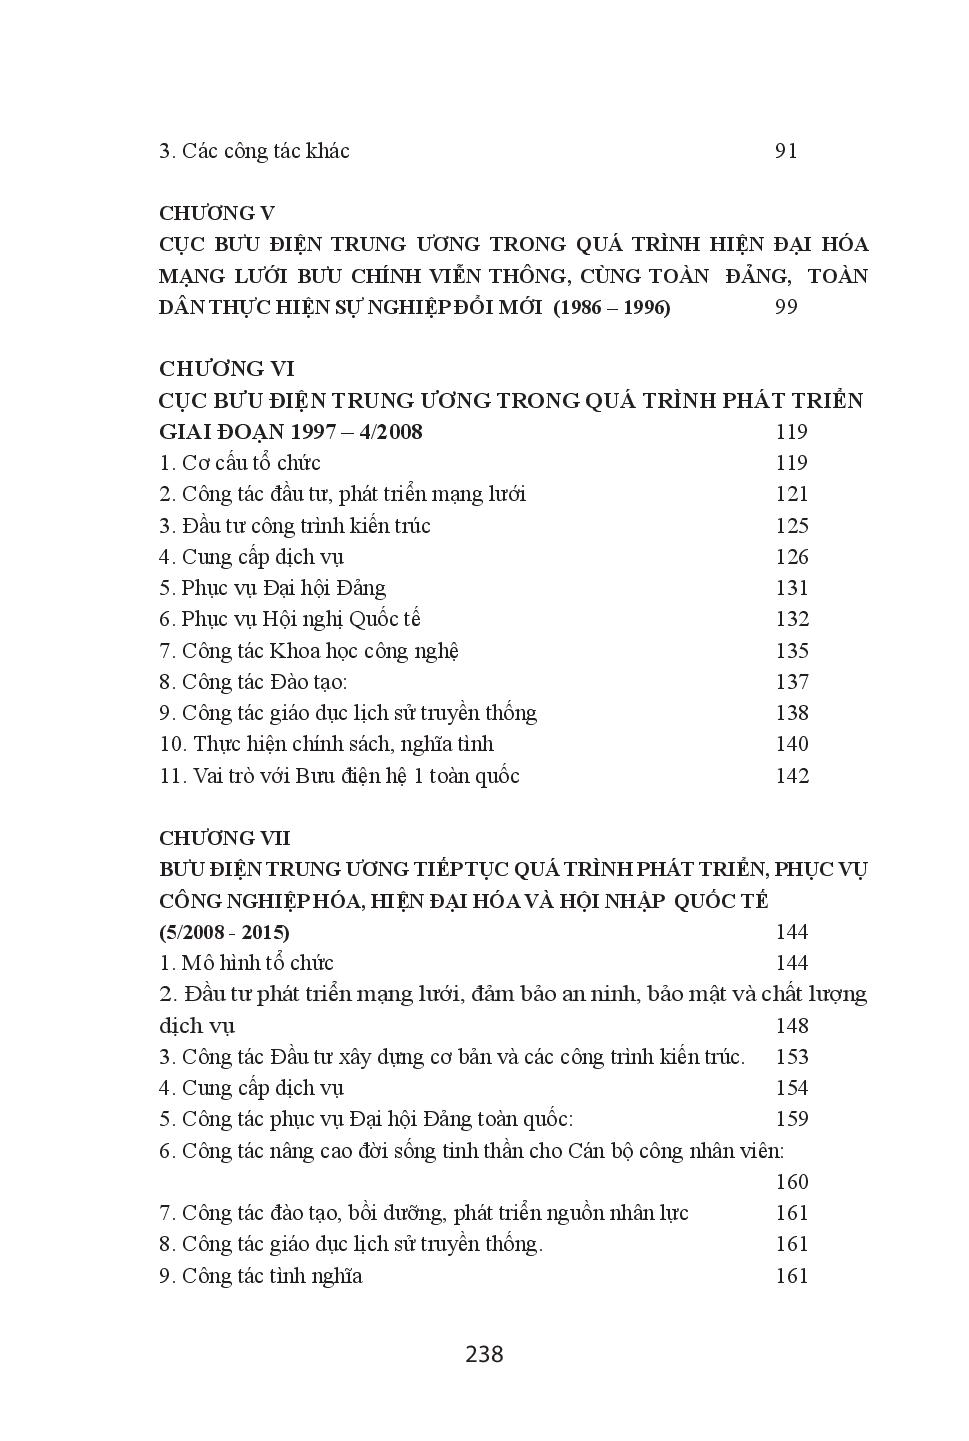 3. Các công tác khác 91
CHƯƠNG V
CỤC BƯU ĐIỆN TRUNG ƯƠNG TRONG QUÁ TRÌNH HIỆN ĐẠI HÓA
MẠNG LƯỚI BƯU CHÍNH VIỄN THÔNG, CÙNG TOÀN ĐẢNG, TOÀN
DÂN THỰC HIỆN SỰ NGHIỆP ĐỔI MỚI (1986 – 1996) 99
CHƯƠNG VI
CỤC BƯU ĐIỆN TRUNG ƯƠNG TRONG QUÁ TRÌNH PHÁT TRIỂN
GIAI ĐOẠN 1997 – 4/2008 119
1. Cơ cấu tổ chức 119
2. Công tác đầu tư, phát triển mạng lưới 121
3. Đầu tư công trình kiến trúc 125
4. Cung cấp dịch vụ 126
5. Phục vụ Đại hội Đảng 131
6. Phục vụ Hội nghị Quốc tế 132
7. Công tác Khoa học công nghệ 135
8. Công tác Đào tạo: 137
9. Công tác giáo dục lịch sử truyền thống 138
10. Thực hiện chính sách, nghĩa tình 140
11. Vai trò với Bưu điện hệ 1 toàn quốc 142
CHƯƠNG VII
BƯU ĐIỆN TRUNG ƯƠNG TIẾP TỤC QUÁ TRÌNH PHÁT TRIỂN, PHỤC VỤ
CÔNG NGHIỆP HÓA, HIỆN ĐẠI HÓA VÀ HỘI NHẬP QUỐC TẾ
(5/2008 - 2015) 144
1. Mô hình tổ chức 144
2. Đầu tư phát triển mạng lưới, đảm bảo an ninh, bảo mật và chất lượng
dịch vụ 148
3. Công tác Đầu tư xây dựng cơ bản và các công trình kiến trúc. 153
4. Cung cấp dịch vụ 154
5. Công tác phục vụ Đại hội Đảng toàn quốc: 159
6. Công tác nâng cao đời sống tinh thần cho Cán bộ công nhân viên:
160
7. Công tác đào tạo, bồi dưỡng, phát triển nguồn nhân lực 161
8. Công tác giáo dục lịch sử truyền thống. 161
9. Công tác tình nghĩa 161
238